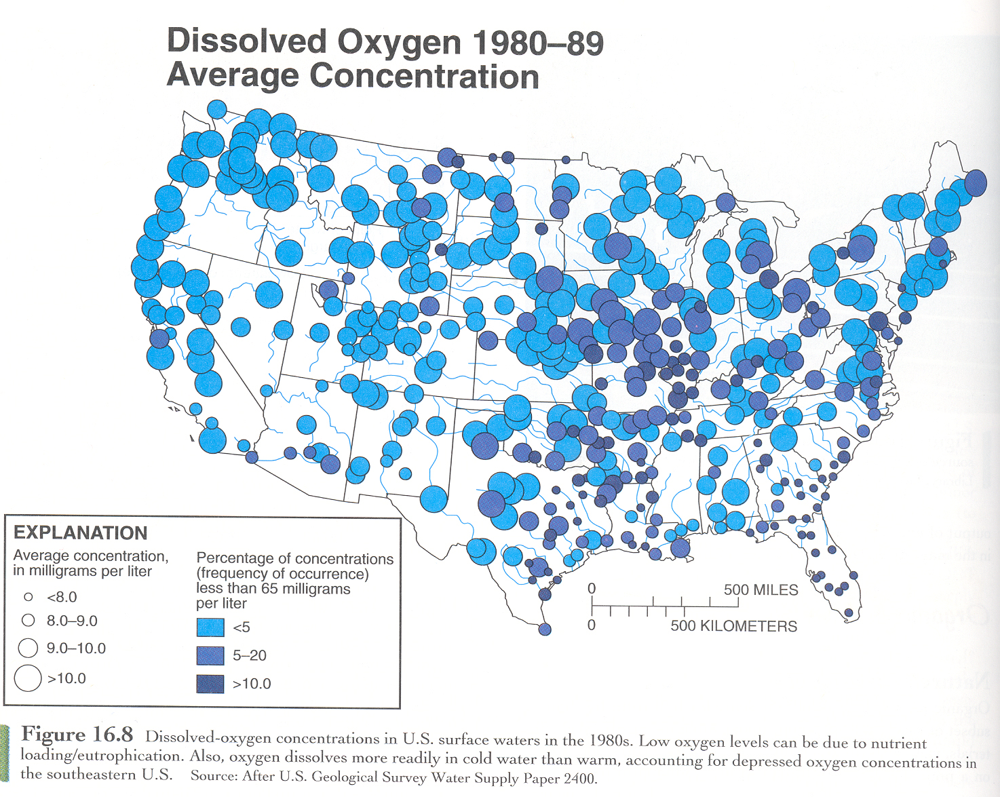 Dissolved Oxygen 1980–89
Average Concentration
EXPLANATION
Average concentration,
in milligrams per liter
<8.0
8.0–9.0
9.0–10.0
>10.0
Percentage of concentrations
(frequency of occurrence)
less than 65 milligrams
per liter
<5
5–20
>10.0
0 500 MILES
0 500 KILOMETERS
Figure 16.8 Dissolved-oxygen concentrations in U.S. surface waters in the 1980s. Low oxygen levels can be due to nutrient
loading/eutrophication. Also, oxygen dissolves more readily in cold water than warm, accounting for depressed oxygen concentrations in
the southeastern U.S. Source: After U.S. Geological Survey Water Supply Paper 2400.